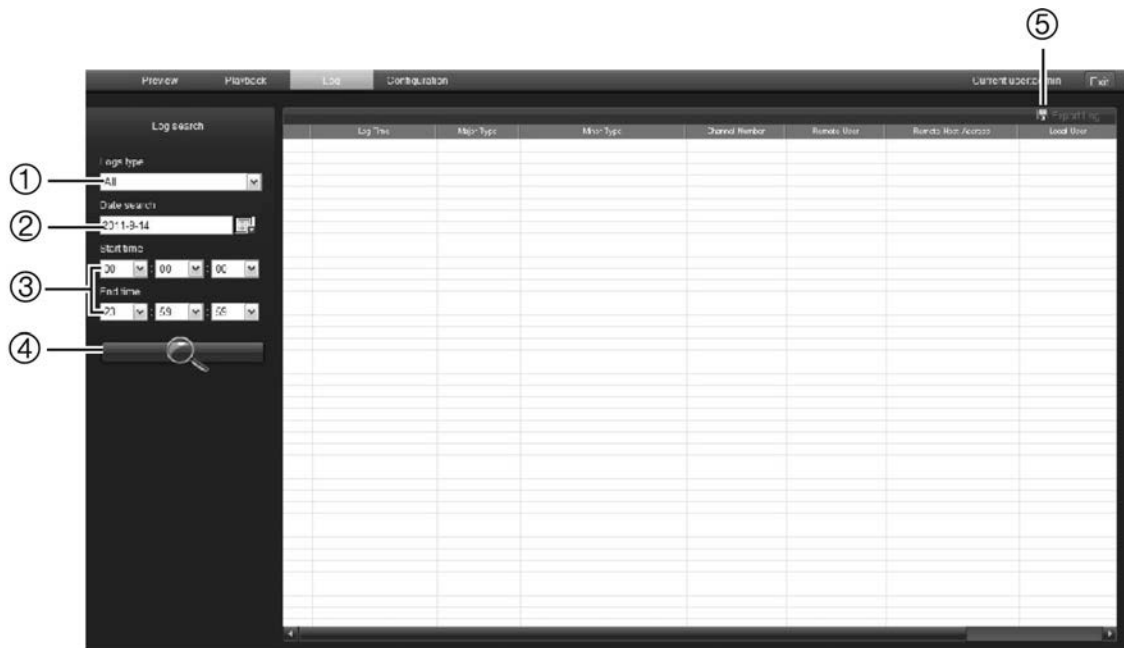 ⑤
Preview Playback Log Configuration Current user:admin Exit
Export Log
Log search
Log Time Major Type Minor Type Channel Number Remote User Remote Host Address Local User
Logs type
① All
Date search
② 2011-9-14
Start time
00 : 00 : 00
③
End time
23 : 59 : 59
④